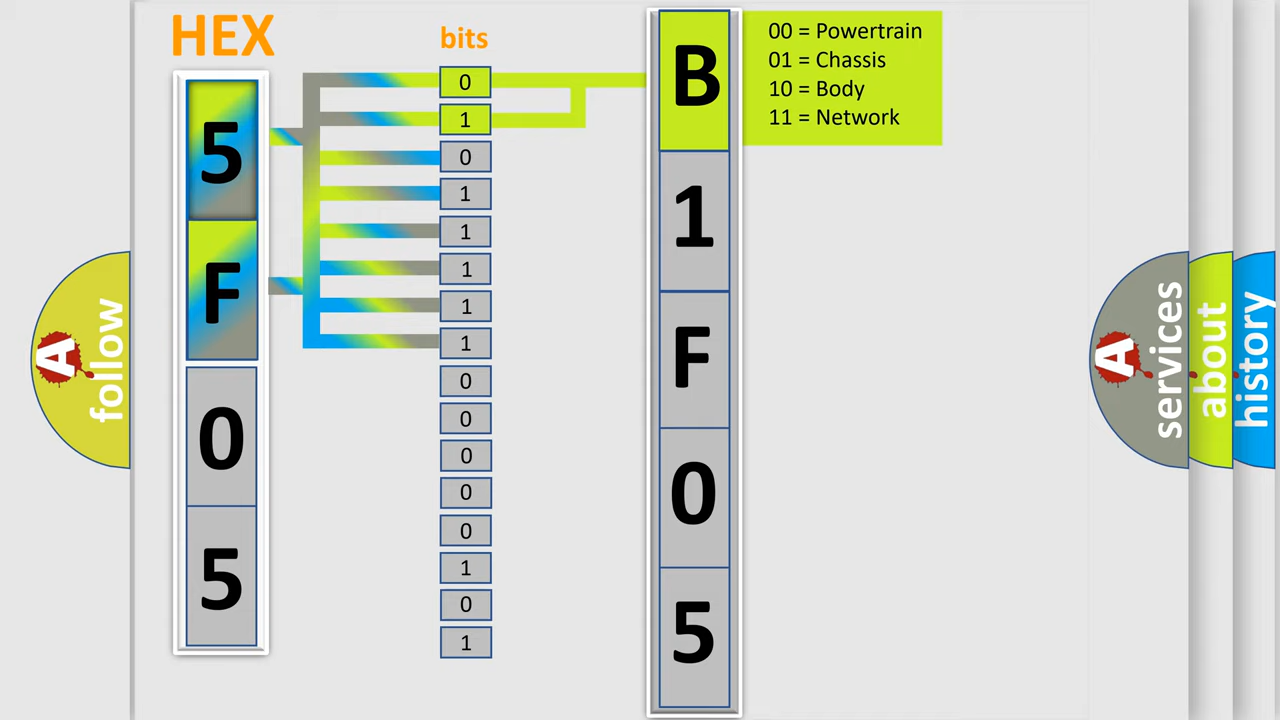 HEX
5
F
0
5
bits
0
1
0
1
1
1
1
1
0
0
0
0
0
1
0
1
B
1
F
0
5
00 = Powertrain
01 = Chassis
10 = Body
11 = Network
A
follow
A
services
about
history